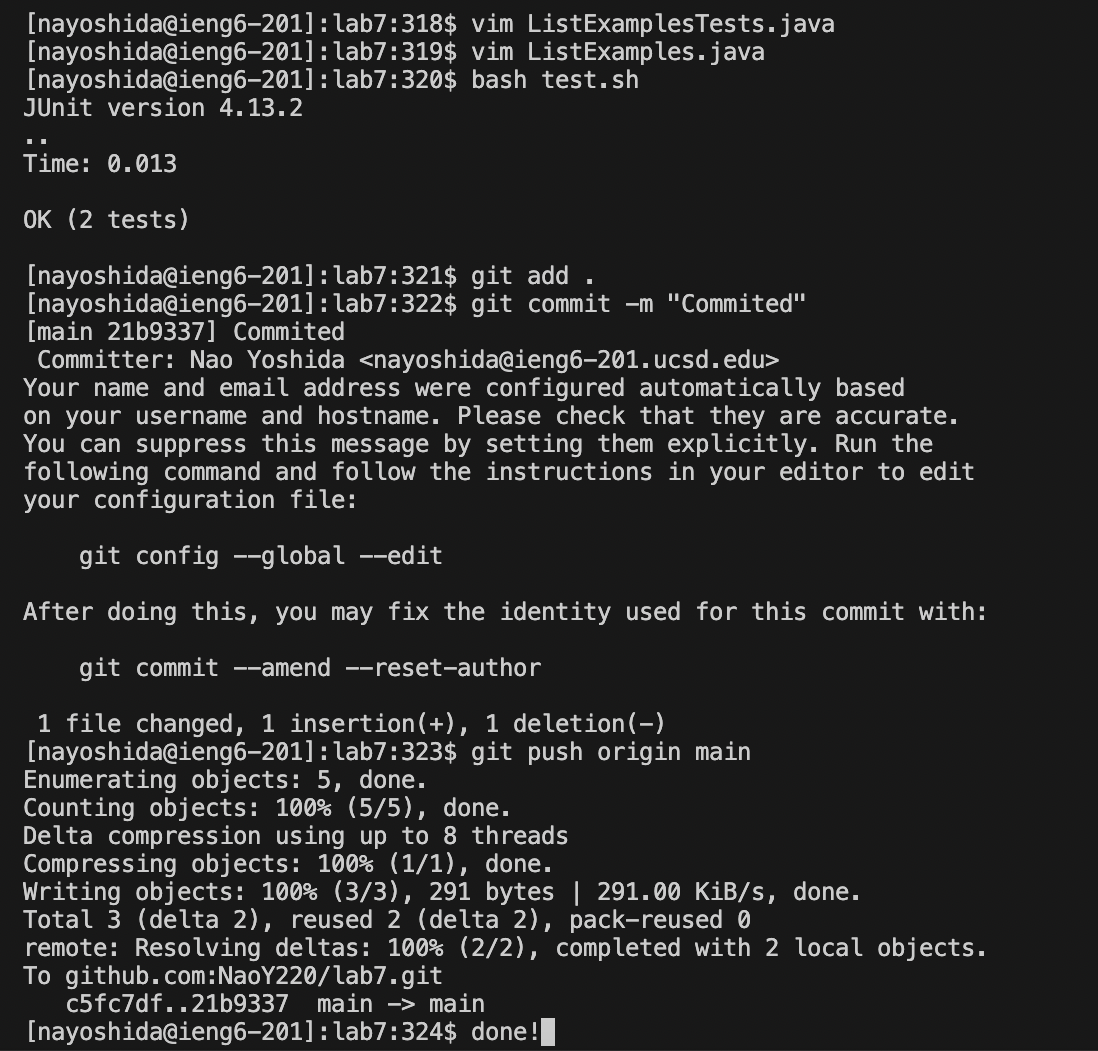 [nayoshida@ieng6-201]:lab7:318$ vim ListExamplesTests.java
[nayoshida@ieng6-201]:lab7:319$ vim ListExamples.java
[nayoshida@ieng6-201]:lab7:320$ bash test.sh
JUnit version 4.13.2
..
Time: 0.013

OK (2 tests)

[nayoshida@ieng6-201]:lab7:321$ git add .
[nayoshida@ieng6-201]:lab7:322$ git commit -m "Commited"
[main 21b9337] Commited
 Committer: Nao Yoshida <nayoshida@ieng6-201.ucsd.edu>
Your name and email address were configured automatically based
on your username and hostname. Please check that they are accurate.
You can suppress this message by setting them explicitly. Run the
following command and follow the instructions in your editor to edit
your configuration file:

    git config --global --edit

After doing this, you may fix the identity used for this commit with:

    git commit --amend --reset-author

 1 file changed, 1 insertion(+), 1 deletion(-)
[nayoshida@ieng6-201]:lab7:323$ git push origin main
Enumerating objects: 5, done.
Counting objects: 100% (5/5), done.
Delta compression using up to 8 threads
Compressing objects: 100% (1/1), done.
Writing objects: 100% (3/3), 291 bytes | 291.00 KiB/s, done.
Total 3 (delta 2), reused 2 (delta 2), pack-reused 0
remote: Resolving deltas: 100% (2/2), completed with 2 local objects.
To github.com:NaoY220/lab7.git
   c5fc7df..21b9337  main -> main
[nayoshida@ieng6-201]:lab7:324$ done!